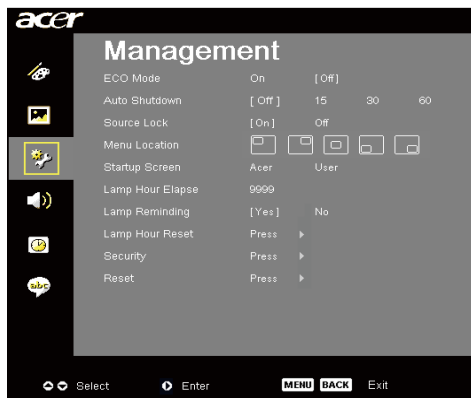 acer
Management
ECO Mode On [Off]
Auto Shutdown [Off] 15 30 60
Source Lock [On] Off
Menu Location
Startup Screen Acer User
Lamp Hour Elapse 9999
Lamp Reminding [Yes] No
Lamp Hour Reset Press
Security Press
Reset Press
abc
Select Enter MENU BACK Exit